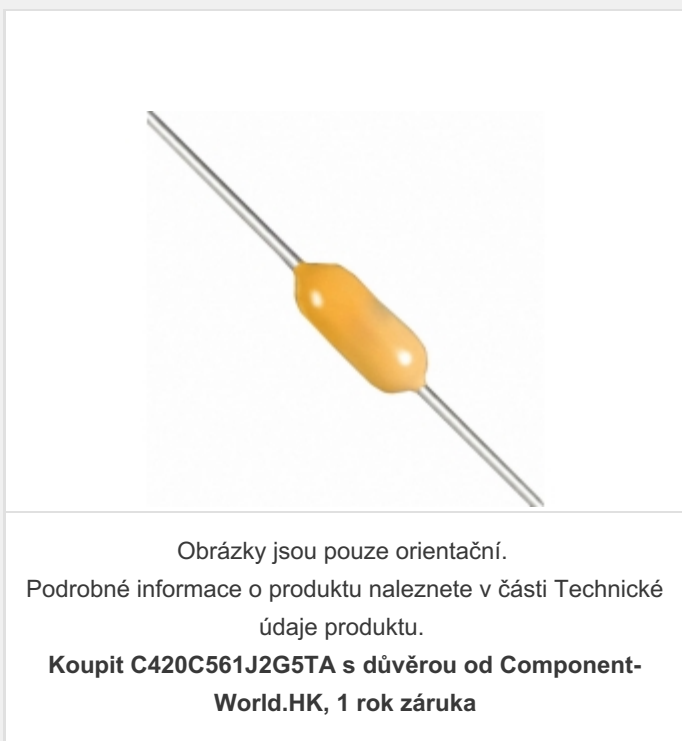 Obrázky jsou pouze orientační.
Podrobné informace o produktu naleznete v části Technické
údaje produktu.
Koupit C420C561J2G5TA s důvěrou od Component-
World.HK, 1 rok záruka